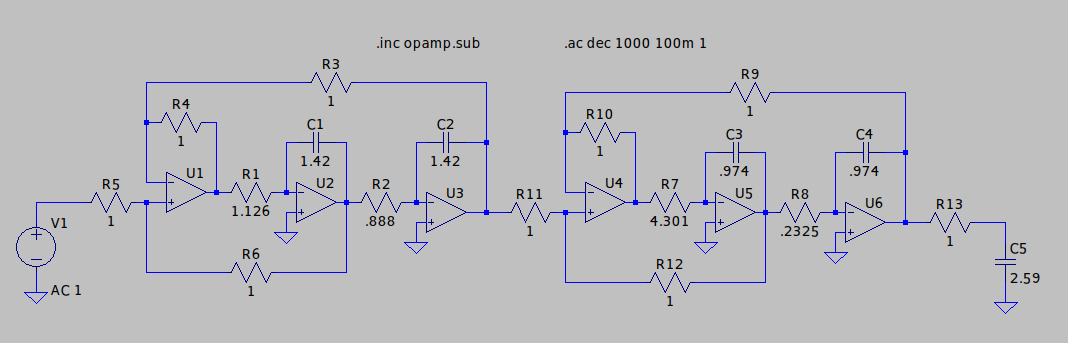 .inc opamp.sub .ac dec 1000 100m 1
R3
1
R9
1
R4
1
R10
1
C1
1.42
C2
1.42
C3
.974
C4
.974
V1
AC 1
R5
1
U1
R1
1.126
U2
R2
.888
U3
R11
1
U4
R7
4.301
U5
R8
.2325
U6
R13
1
C5
2.59
R6
1
R12
1